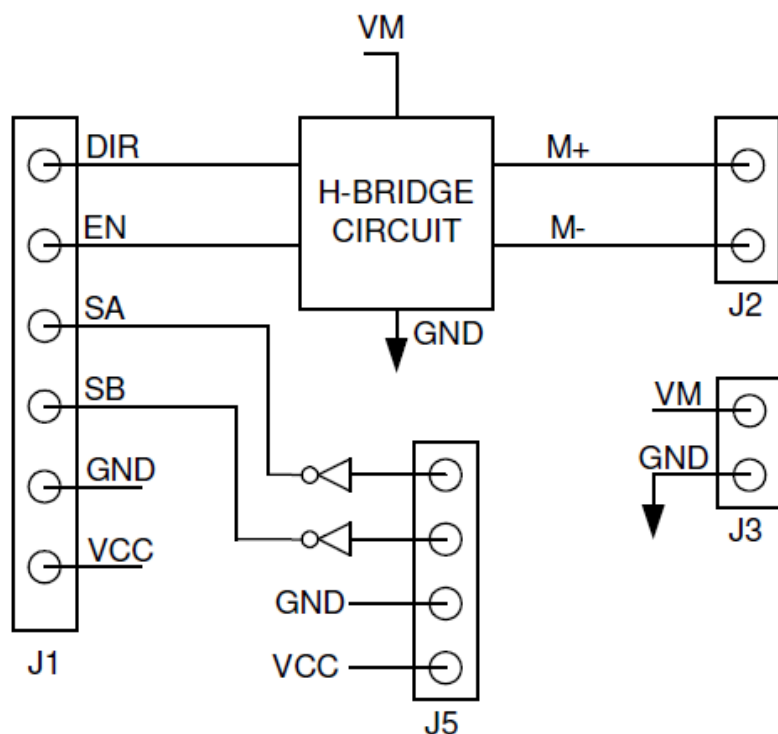 VM
DIR
H-BRIDGE
CIRCUIT
M+
EN
M-
SA
GND
J2
SB
VM
GND
GND
VCC
J3
GND
VCC
J1
J5